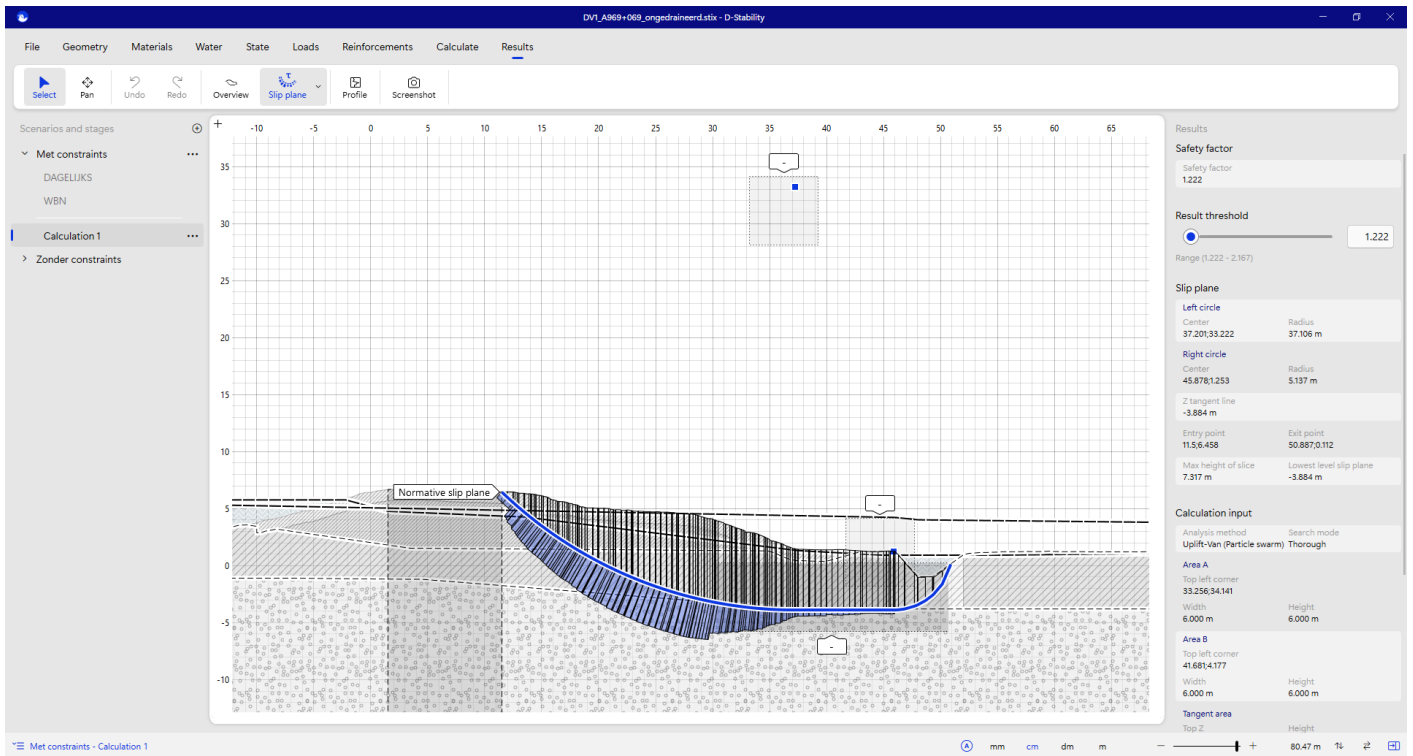 DV1_A969+069_ongedraineerd.stix - D-Stability
File Geometry Materials Water State Loads Reinforcements Calculate Results
Select Pan Undo Redo Overview Slip plane Profile Screenshot
Scenarios and stages
Met constraints
DAGELIJKS
WBN
Calculation 1
Zonder constraints
-10 -5 0 5 10 15 20 25 30 35 40 45 50 55 60 65
35
30
25
20
15
10
5
0
-5
-10
-
Normative slip plane
-
-
Results
Safety factor
Safety factor
1.222
Result threshold
1.222
Range (1.222 - 2.167)
Slip plane
Left circle
Center Radius
37.201;33.222 37.106 m
Right circle
Center Radius
45.878;1.253 5.137 m
Z tangent line
-3.884 m
Entry point Exit point
11.5;6.458 50.887;0.112
Max height of slice Lowest level slip plane
7.317 m -3.884 m
Calculation input
Analysis method Search mode
Uplift-Van (Particle swarm) Thorough
Area A
Top left corner
33.256;34.141
Width Height
6.000 m 6.000 m
Area B
Top left corner
41.681;4.177
Width Height
6.000 m 6.000 m
Tangent area
Top Z Height
Met constraints - Calculation 1
A mm cm dm m
80.47 m